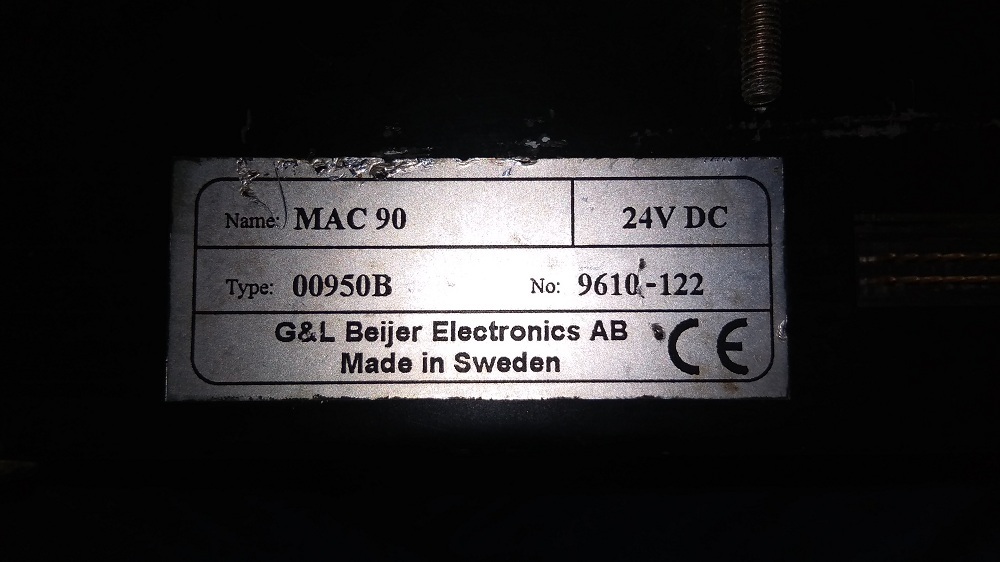 Name: MAC 90 24V DC
Type: 00950B No: 9610-122
G&L Beijer Electronics AB
Made in Sweden
CE